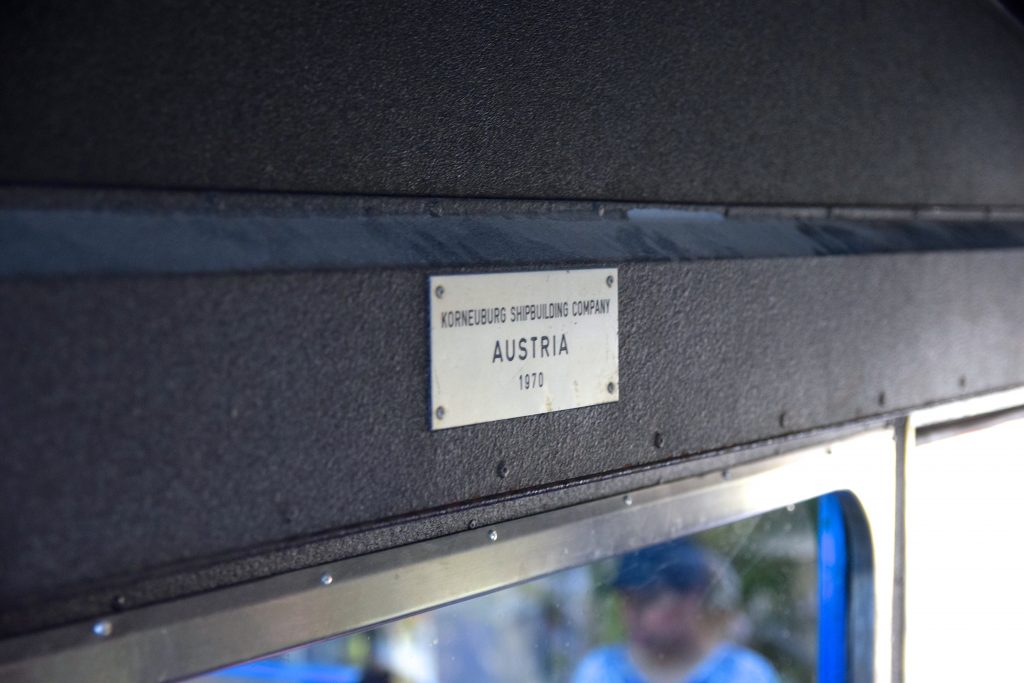 KORNEUBURG SHIPBUILDING COMPANY
AUSTRIA
1970